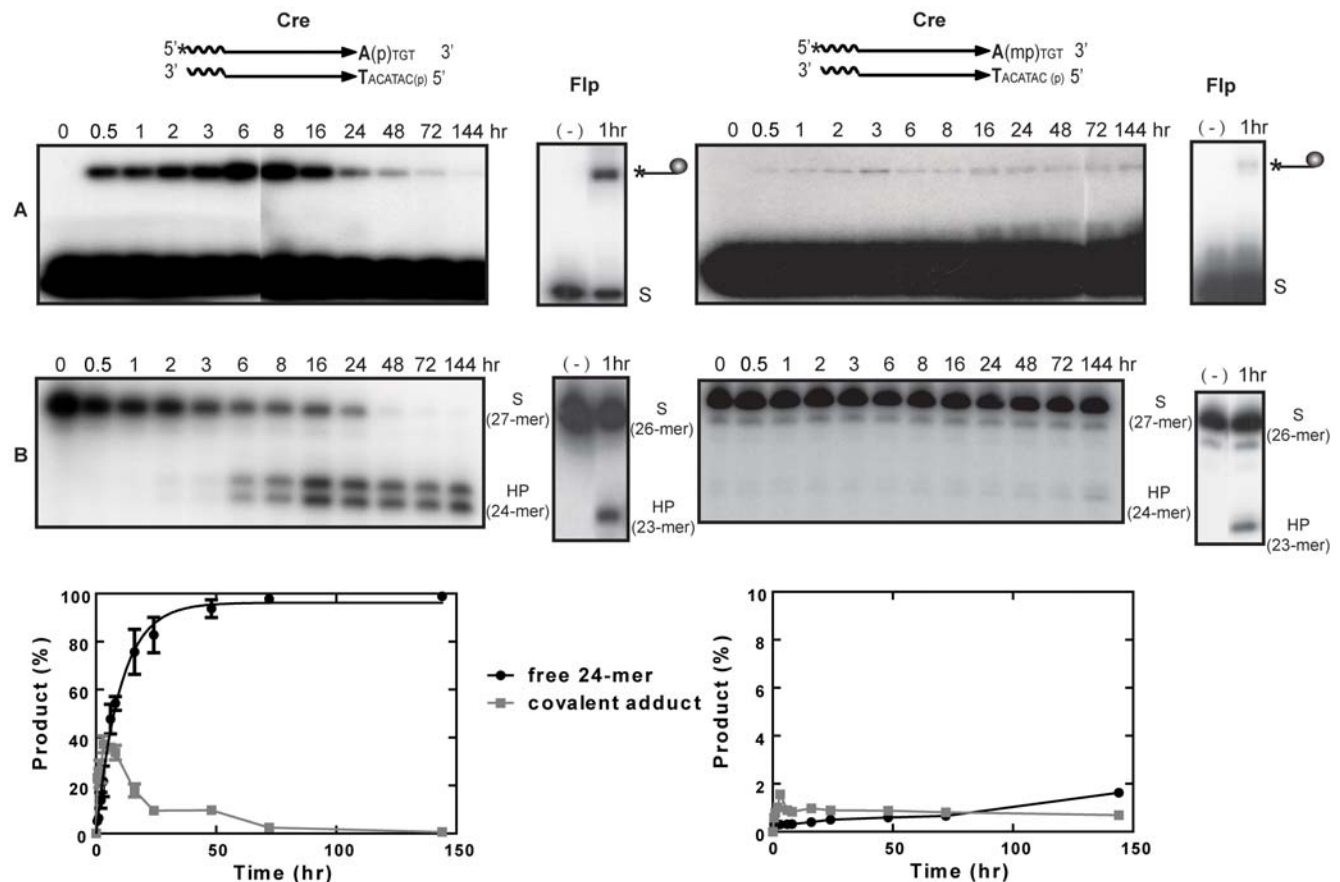 Cre
Cre
5'* A(p)TGT 3'
3' TACATAC(p) 5'
5'* A(mp)TGT 3'
3' TACATAC (p) 5'
Flp
Flp
0 0.5 1 2 3 6 8 16 24 48 72 144 hr
(-) 1hr
0 0.5 1 2 3 6 8 16 24 48 72 144 hr
(-) 1hr
*
*
A
S
S
0 0.5 1 2 3 6 8 16 24 48 72 144 hr
(-) 1hr
0 0.5 1 2 3 6 8 16 24 48 72 144 hr
(-) 1hr
B
S
(27-mer)
HP
(24-mer)
S
(26-mer)
HP
(23-mer)
S
(27-mer)
HP
(24-mer)
S
(26-mer)
HP
(23-mer)
Product (%)
100
80
60
40
20
0
0 50 100 150
Time (hr)
free 24-mer
covalent adduct
Product (%)
10
8
6
4
2
0
0 50 100 150
Time (hr)